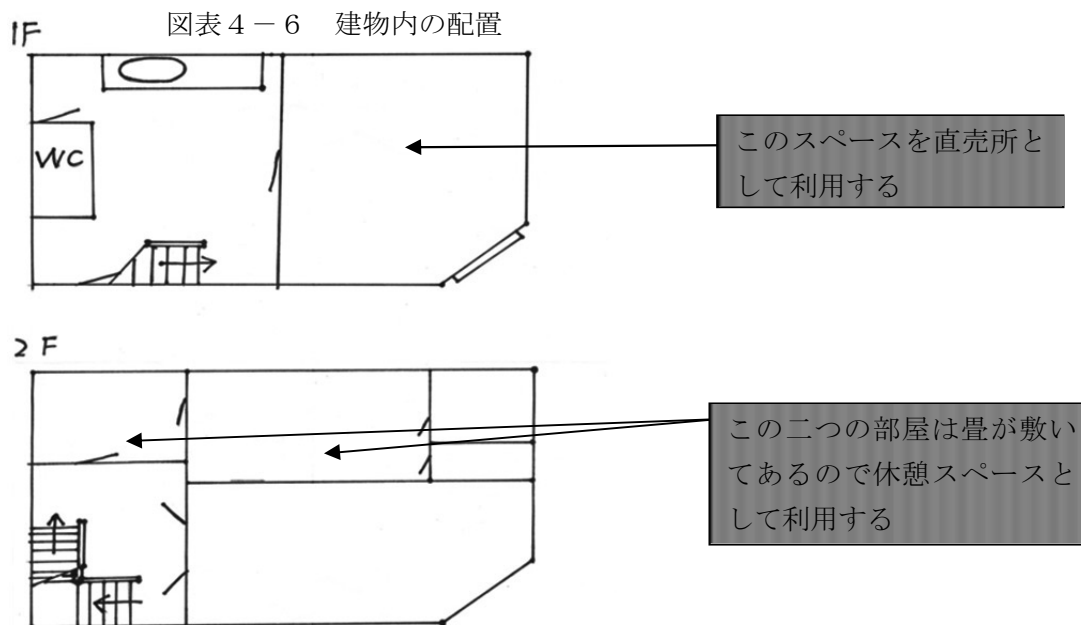 図表４－６　建物内の配置
1F
WC
このスペースを直売所と
して利用する
2F
この二つの部屋は畳が敷い
てあるので休憩スペースと
して利用する